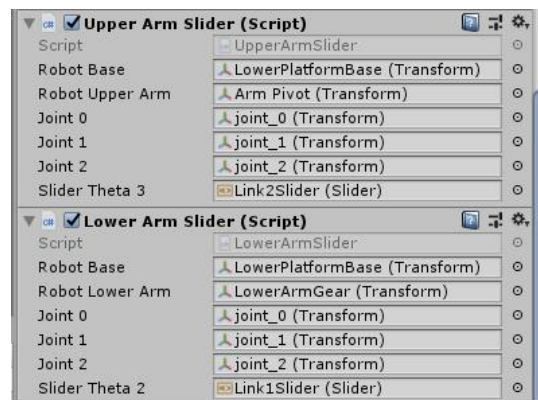 Upper Arm Slider (Script)
Script UpperArmSlider
Robot Base LowerPlatformBase (Transform)
Robot Upper Arm Arm Pivot (Transform)
Joint 0 joint_0 (Transform)
Joint 1 joint_1 (Transform)
Joint 2 joint_2 (Transform)
Slider Theta 3 Link2Slider (Slider)
Lower Arm Slider (Script)
Script LowerArmSlider
Robot Base LowerPlatformBase (Transform)
Robot Lower Arm LowerArmGear (Transform)
Joint 0 joint_0 (Transform)
Joint 1 joint_1 (Transform)
Joint 2 joint_2 (Transform)
Slider Theta 2 Link1Slider (Slider)